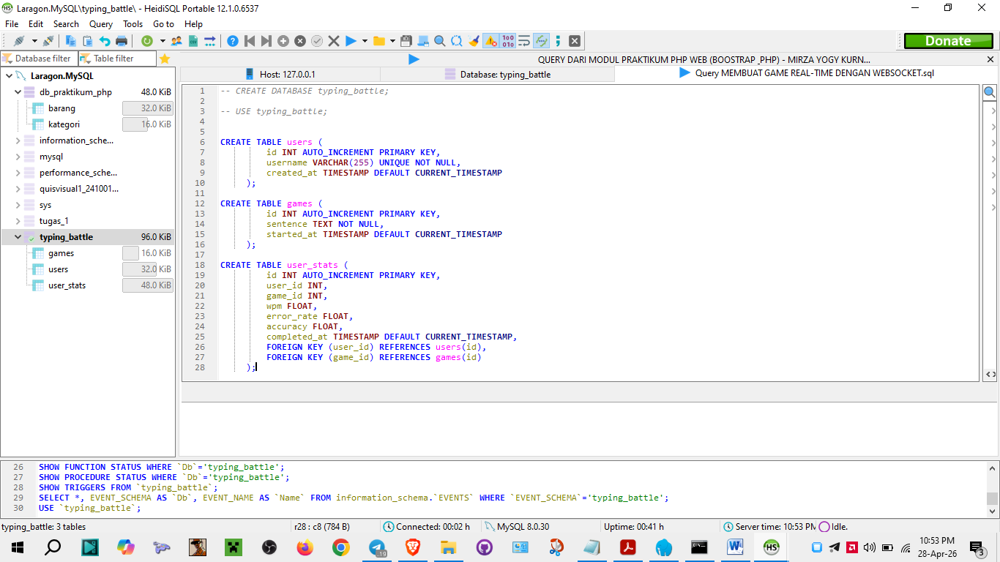 Laragon.MySQL\typing_battle\ - HeidiSQL Portable 12.1.0.6537
File Edit Search Query Tools Go to Help
Donate
Database filter Table filter
QUERY DARI MODUL PRAKTIKUM PHP WEB (BOOSTRAP _PHP) - MIRZA YOGY KURN...
Host: 127.0.0.1 Database: typing_battle Query MEMBUAT GAME REAL-TIME DENGAN WEBSOCKET.sql
Laragon.MySQL
db_praktikum_php 48.0 KiB
barang 32.0 KiB
kategori 16.0 KiB
information_sche...
mysql
performance_sche...
quisvisual1_241001...
sys
tugas_1
typing_battle 96.0 KiB
games 16.0 KiB
users 32.0 KiB
user_stats 48.0 KiB
1 -- CREATE DATABASE typing_battle;
2
3 -- USE typing_battle;
4
5
6 CREATE TABLE users (
7 id INT AUTO_INCREMENT PRIMARY KEY,
8 username VARCHAR(255) UNIQUE NOT NULL,
9 created_at TIMESTAMP DEFAULT CURRENT_TIMESTAMP
10 );
11
12 CREATE TABLE games (
13 id INT AUTO_INCREMENT PRIMARY KEY,
14 sentence TEXT NOT NULL,
15 started_at TIMESTAMP DEFAULT CURRENT_TIMESTAMP
16 );
17
18 CREATE TABLE user_stats (
19 id INT AUTO_INCREMENT PRIMARY KEY,
20 user_id INT,
21 game_id INT,
22 wpm FLOAT,
23 error_rate FLOAT,
24 accuracy FLOAT,
25 completed_at TIMESTAMP DEFAULT CURRENT_TIMESTAMP,
26 FOREIGN KEY (user_id) REFERENCES users(id),
27 FOREIGN KEY (game_id) REFERENCES games(id)
28 );
26 SHOW FUNCTION STATUS WHERE `Db`='typing_battle';
27 SHOW PROCEDURE STATUS WHERE `Db`='typing_battle';
28 SHOW TRIGGERS FROM `typing_battle`;
29 SELECT *, EVENT_SCHEMA AS `Db`, EVENT_NAME AS `Name` FROM information_schema.`EVENTS` WHERE `EVENT_SCHEMA`='typing_battle';
30 USE `typing_battle`;
typing_battle: 3 tables r28 : c8 (784 B) Connected: 00:02 h MySQL 8.0.30 Uptime: 00:41 h Server time: 10:53 PM Idle.
10:53 PM
28-Apr-26
3